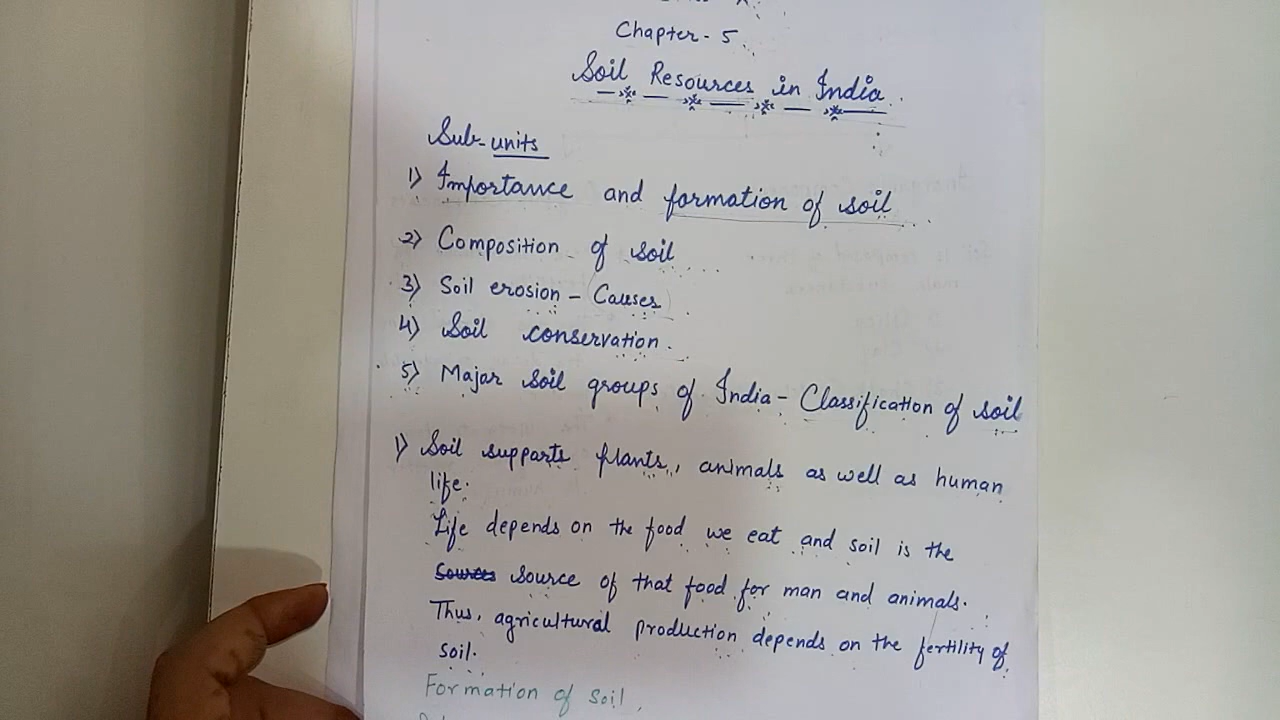 Chapter - 5
Soil Resources in India
Sub-units
1) Importance and formation of soil
2) Composition of soil
3) Soil erosion - Causes
4) Soil conservation.
5) Majar soil groups of India - Classification of soil
1) Soil supparts plants, animals as well as human
life.
Life depends on the food we eat and soil is the
source of that food for man and animals.
Thus, agricultural production depends on the fertility of
soil.
Formation of soil.